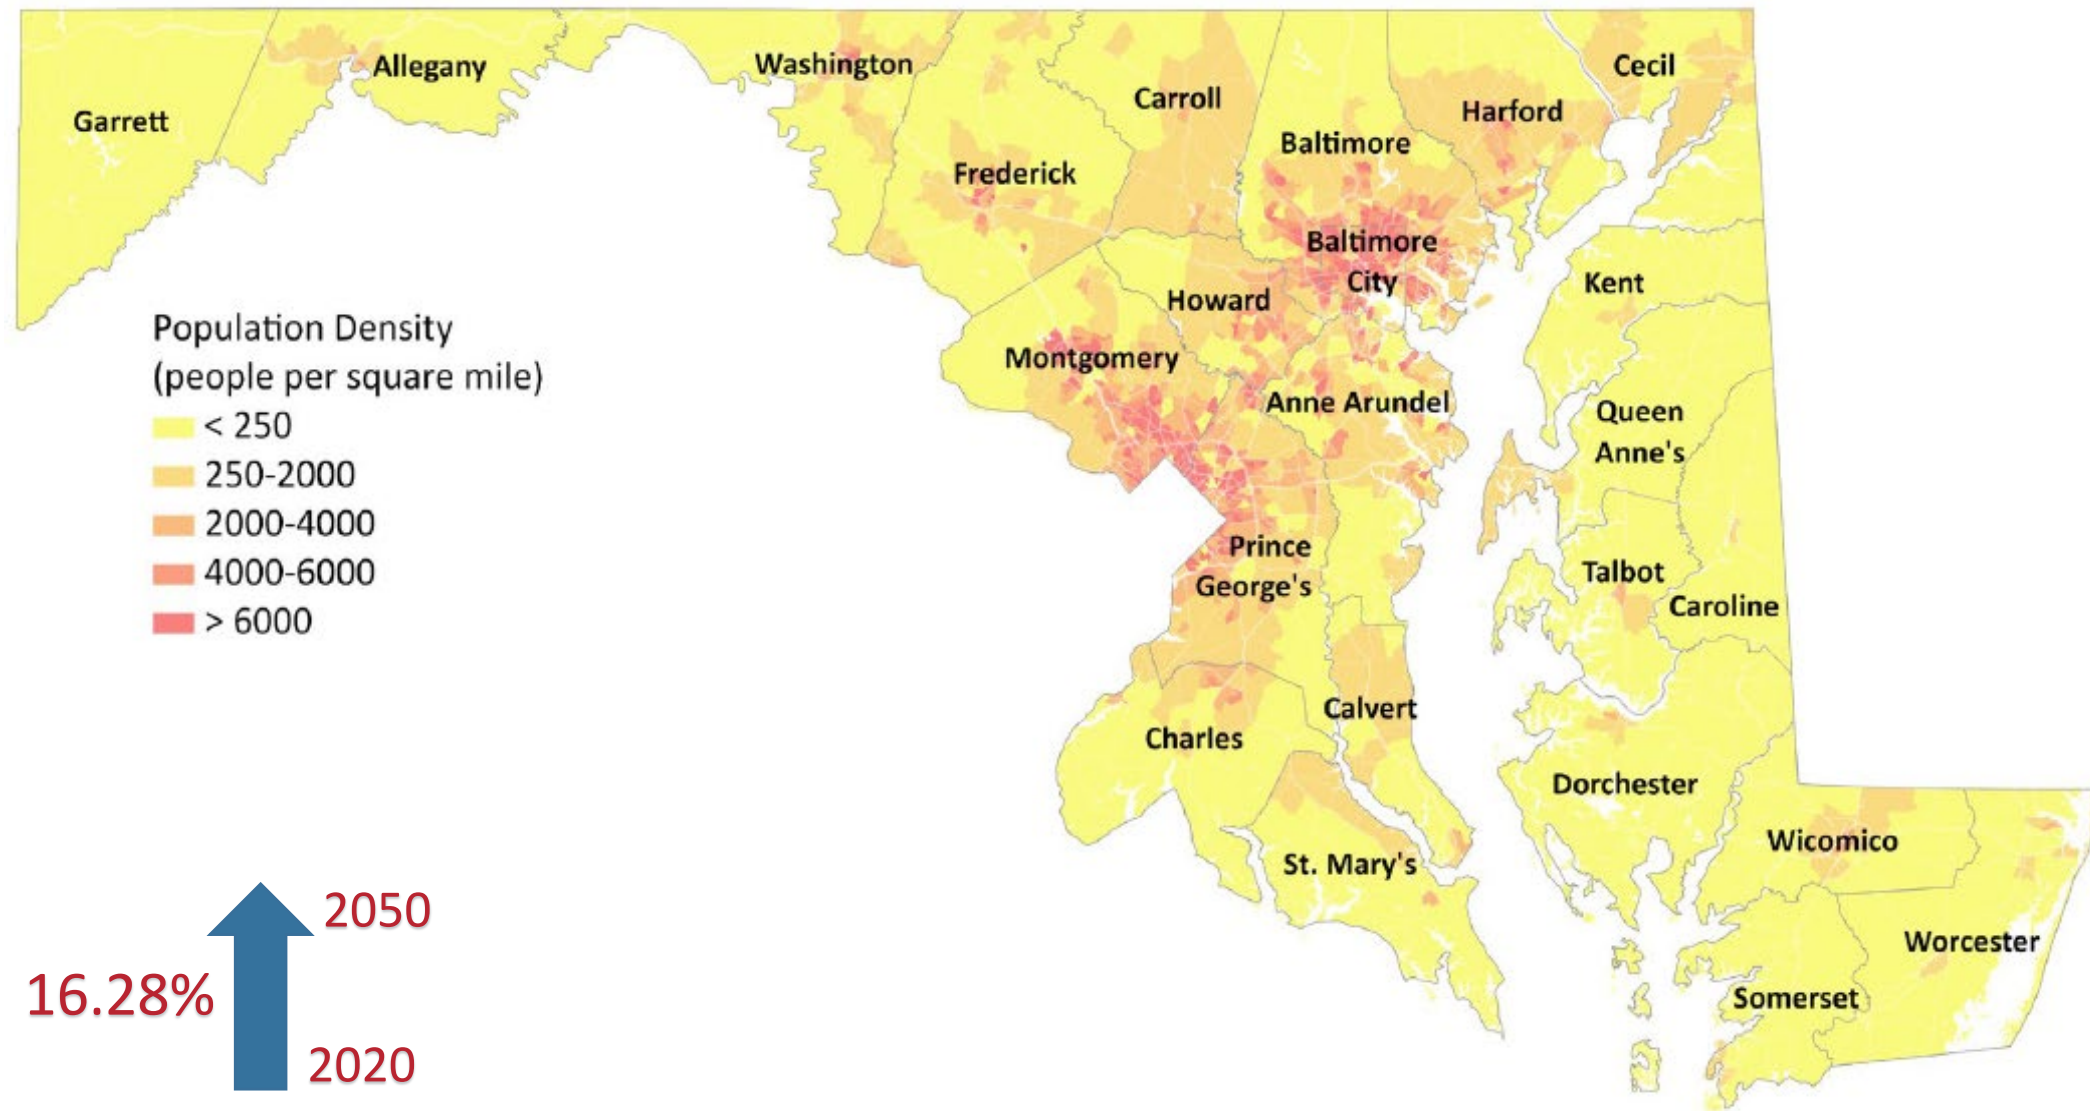 Garrett
Allegany
Washington
Frederick
Carroll
Baltimore
Harford
Cecil
Baltimore
City
Howard
Montgomery
Anne Arundel
Kent
Queen
Anne's
Prince
George's
Talbot
Caroline
Charles
Calvert
St. Mary's
Dorchester
Wicomico
Worcester
Somerset
Population Density
(people per square mile)
< 250
250-2000
2000-4000
4000-6000
> 6000
2050
16.28%
2020